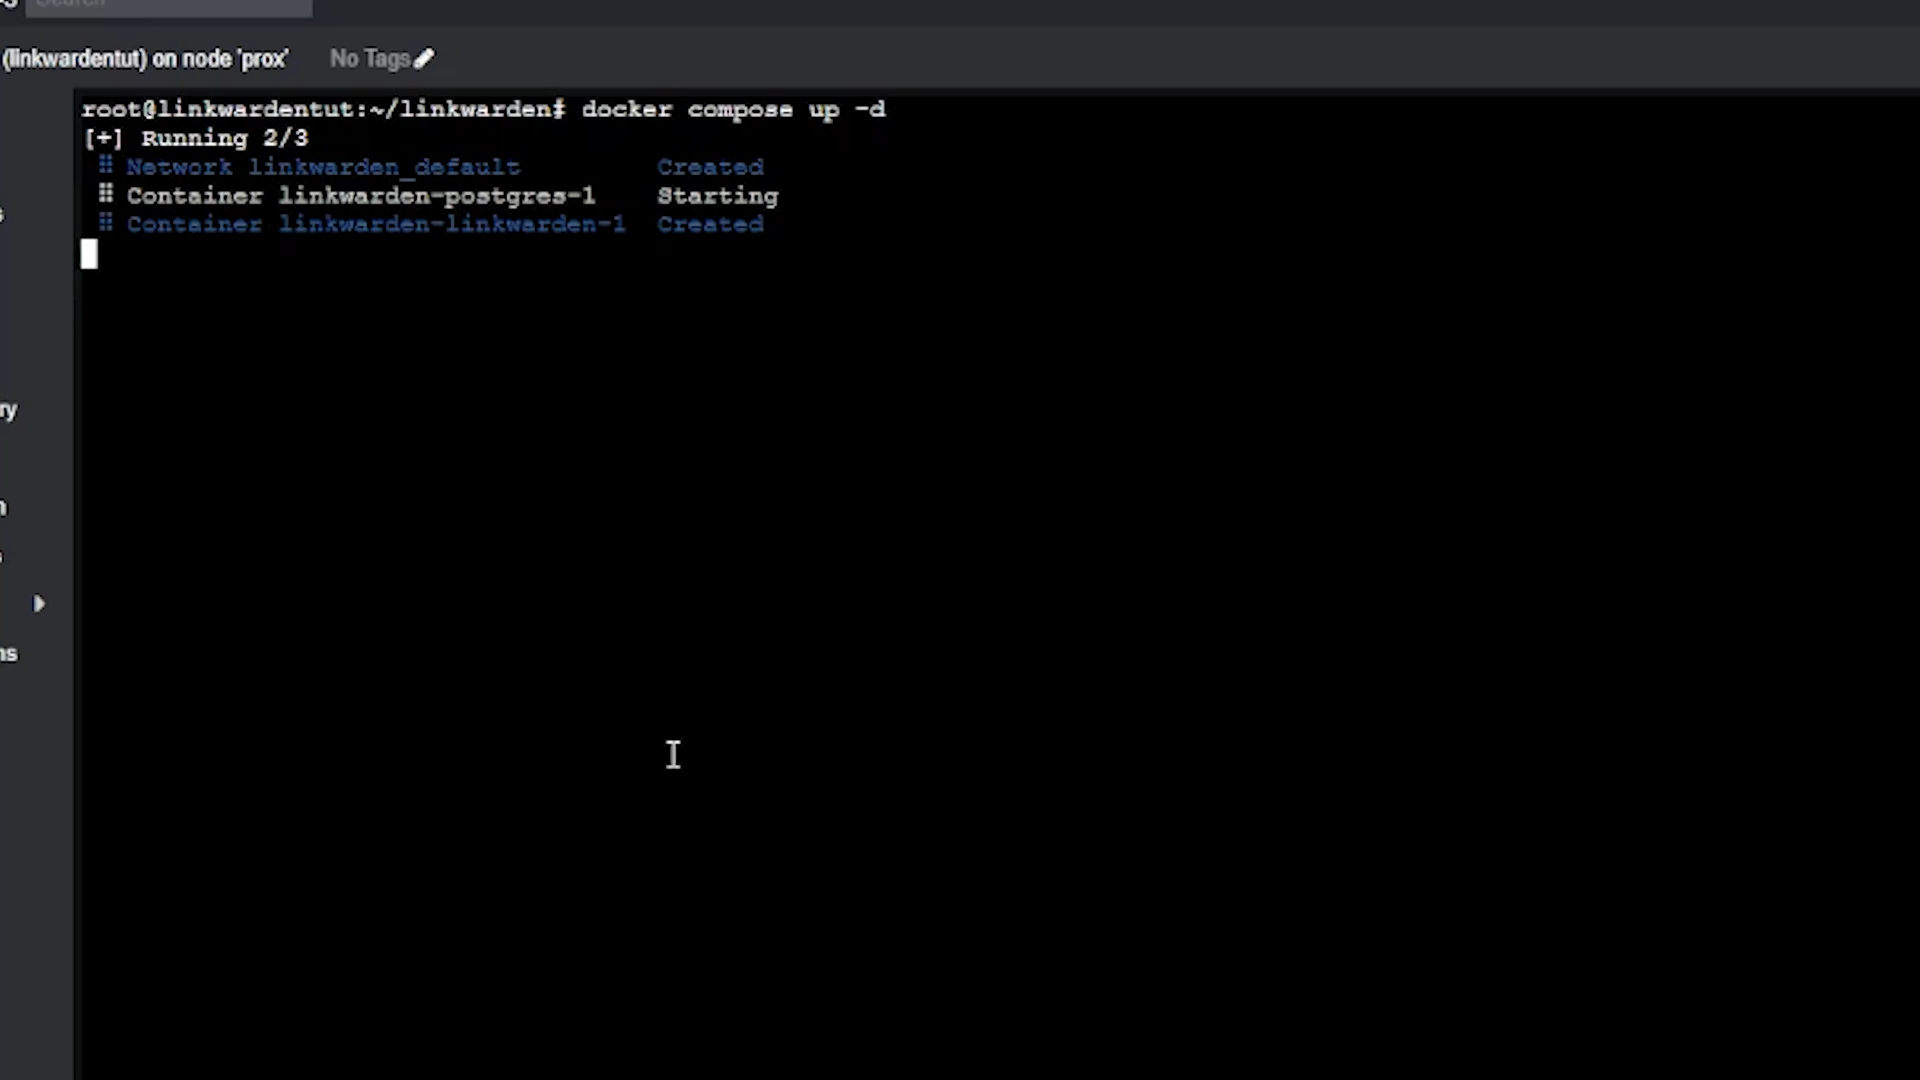 Search
(linkwardentut) on node 'prox' No Tags
root@linkwardentut:~/linkwarden# docker compose up -d
[+] Running 2/3
⠿ Network linkwarden_default Created
⠿ Container linkwarden-postgres-1 Starting
⠿ Container linkwarden-linkwarden-1 Created
ry
ns